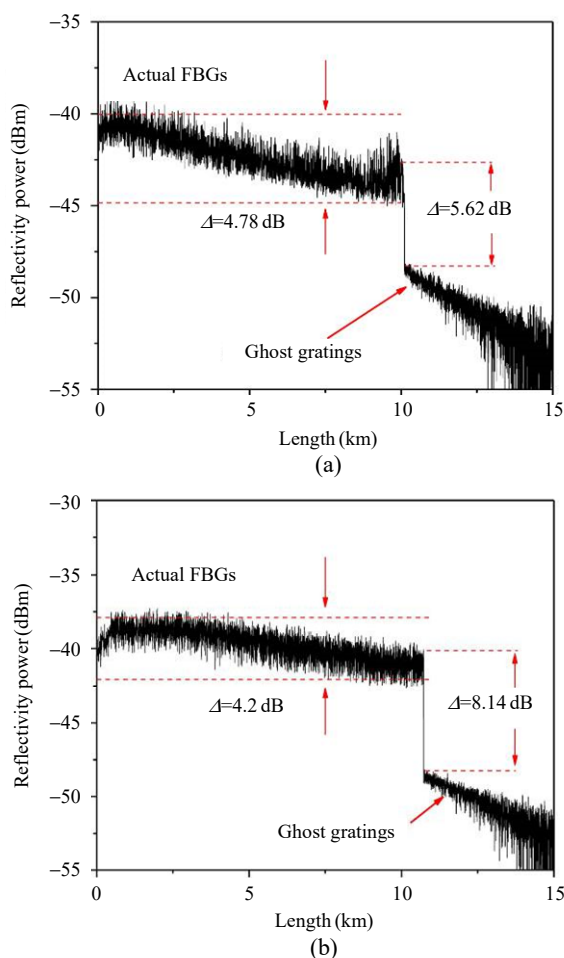 −35
Actual FBGs
−40
Reflectivity power (dBm)
Δ=5.62 dB
−45
Δ=4.78 dB
−50
Ghost gratings
−55
0
5
10
15
Length (km)
(a)
−30
−35
Actual FBGs
Reflectivity power (dBm)
−40
Δ=4.2 dB
Δ=8.14 dB
−45
−50
Ghost gratings
−55
0
5
10
15
Length (km)
(b)